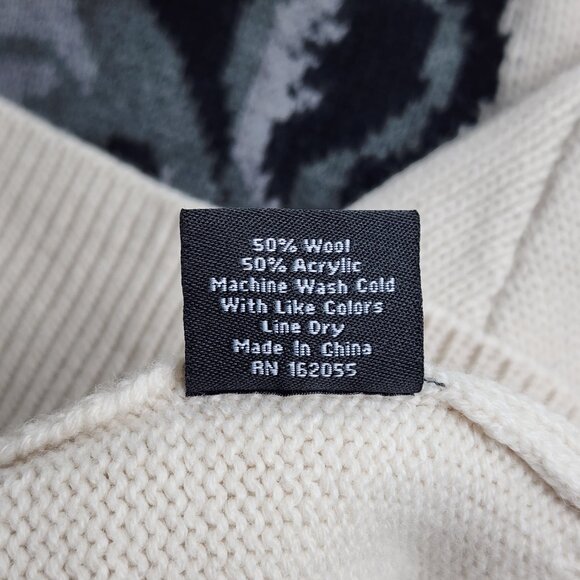 50% Wool
50% Acrylic
Machine Wash Cold
With Like Colors
Line Dry
Made In China
RN 162055